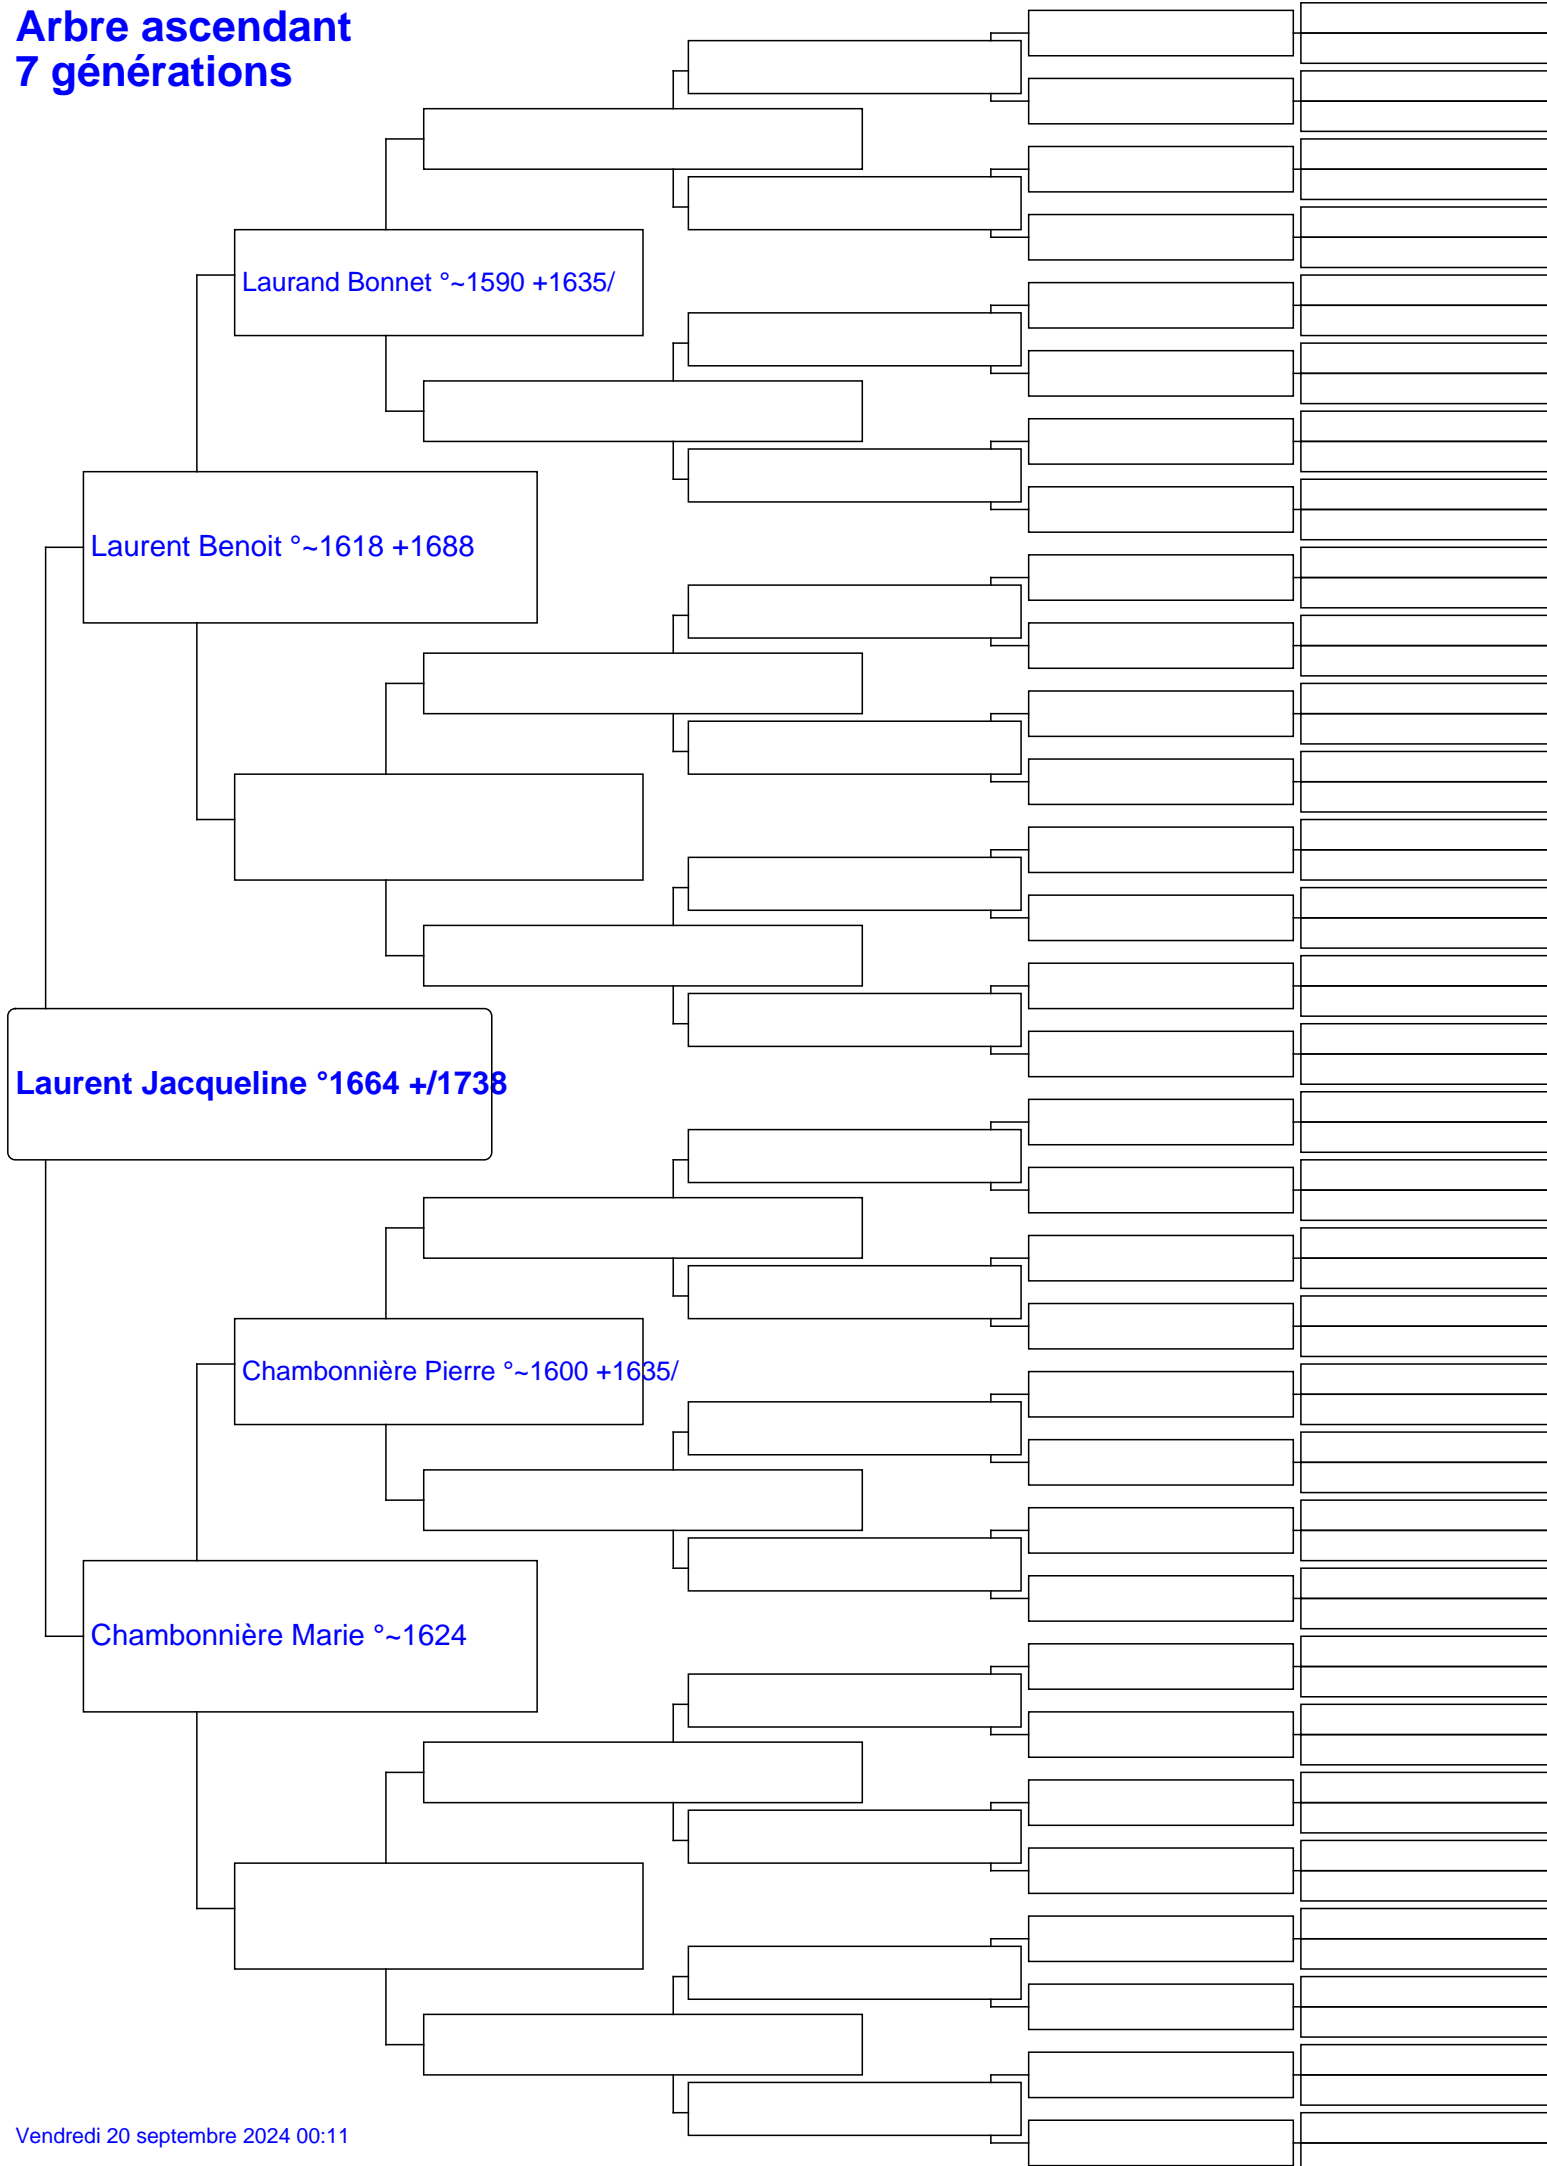 Arbre ascendant
7 générations
Laurand Bonnet °~1590 +1635/
Laurent Benoit °~1618 +1688
Laurent Jacqueline °1664 +/1738
Chambonnière Pierre °~1600 +1635/
Chambonnière Marie °~1624
Vendredi 20 septembre 2024 00:11